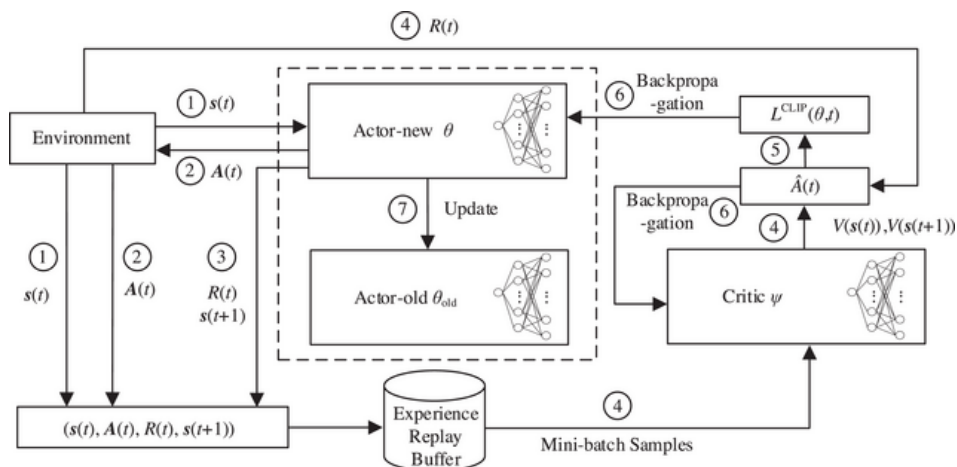 ④ R(t)
① s(t)
Environment
② A(t)
Actor-new θ
⑥ Backpropa
-gation
L^CLIP(θ,t)
⑤
Â(t)
⑦ Update
Backpropa
-gation ⑥
④ V(s(t)),V(s(t+1))
① s(t)
② A(t)
③ R(t)
s(t+1)
Actor-old θ_old
Critic ψ
(s(t), A(t), R(t), s(t+1))
Experience
Replay
Buffer
④
Mini-batch Samples